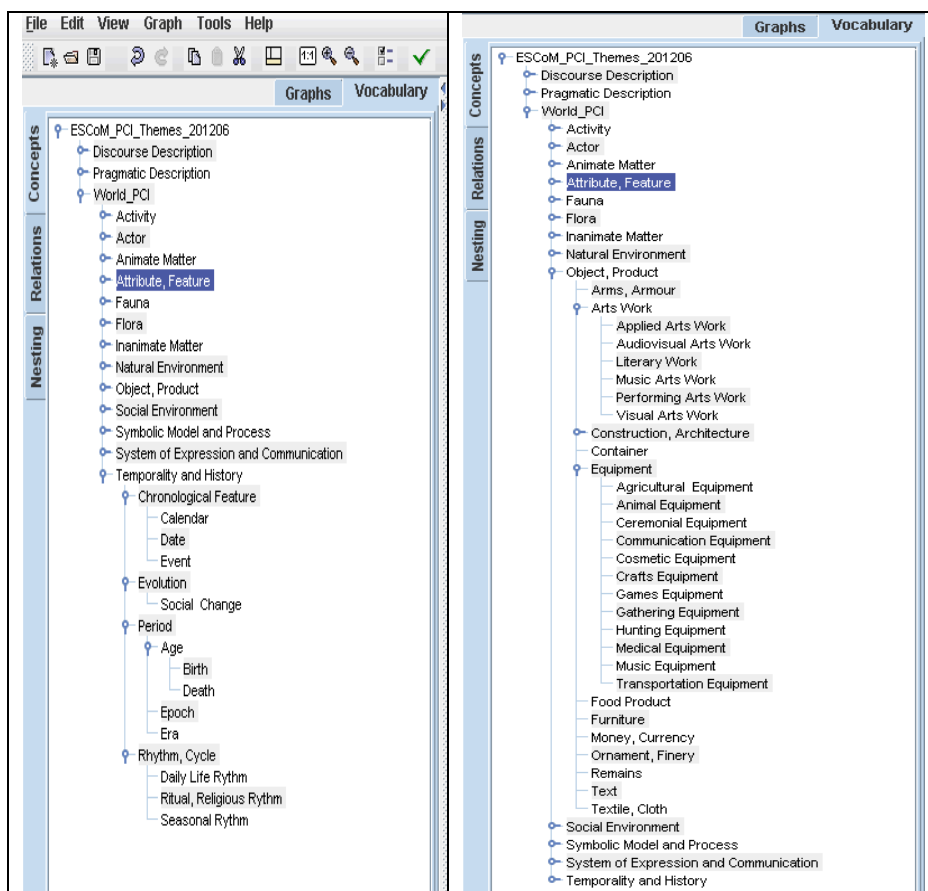 File Edit View Graph Tools Help
1:1
Graphs Vocabulary
Concepts
Relations
Nesting
ESCoM_PCI_Themes_201206
Discourse Description
Pragmatic Description
World_PCI
Activity
Actor
Animate Matter
Attribute, Feature
Fauna
Flora
Inanimate Matter
Natural Environment
Object, Product
Social Environment
Symbolic Model and Process
System of Expression and Communication
Temporality and History
Chronological Feature
Calendar
Date
Event
Evolution
Social Change
Period
Age
Birth
Death
Epoch
Era
Rhythm, Cycle
Daily Life Rythm
Ritual, Religious Rythm
Seasonal Rythm
Graphs Vocabulary
Concepts
Relations
Nesting
ESCoM_PCI_Themes_201206
Discourse Description
Pragmatic Description
World_PCI
Activity
Actor
Animate Matter
Attribute, Feature
Fauna
Flora
Inanimate Matter
Natural Environment
Object, Product
Arms, Armour
Arts Work
Applied Arts Work
Audiovisual Arts Work
Literary Work
Music Arts Work
Performing Arts Work
Visual Arts Work
Construction, Architecture
Container
Equipment
Agricultural Equipment
Animal Equipment
Ceremonial Equipment
Communication Equipment
Cosmetic Equipment
Crafts Equipment
Games Equipment
Gathering Equipment
Hunting Equipment
Medical Equipment
Music Equipment
Transportation Equipment
Food Product
Furniture
Money, Currency
Ornament, Finery
Remains
Text
Textile, Cloth
Social Environment
Symbolic Model and Process
System of Expression and Communication
Temporality and History